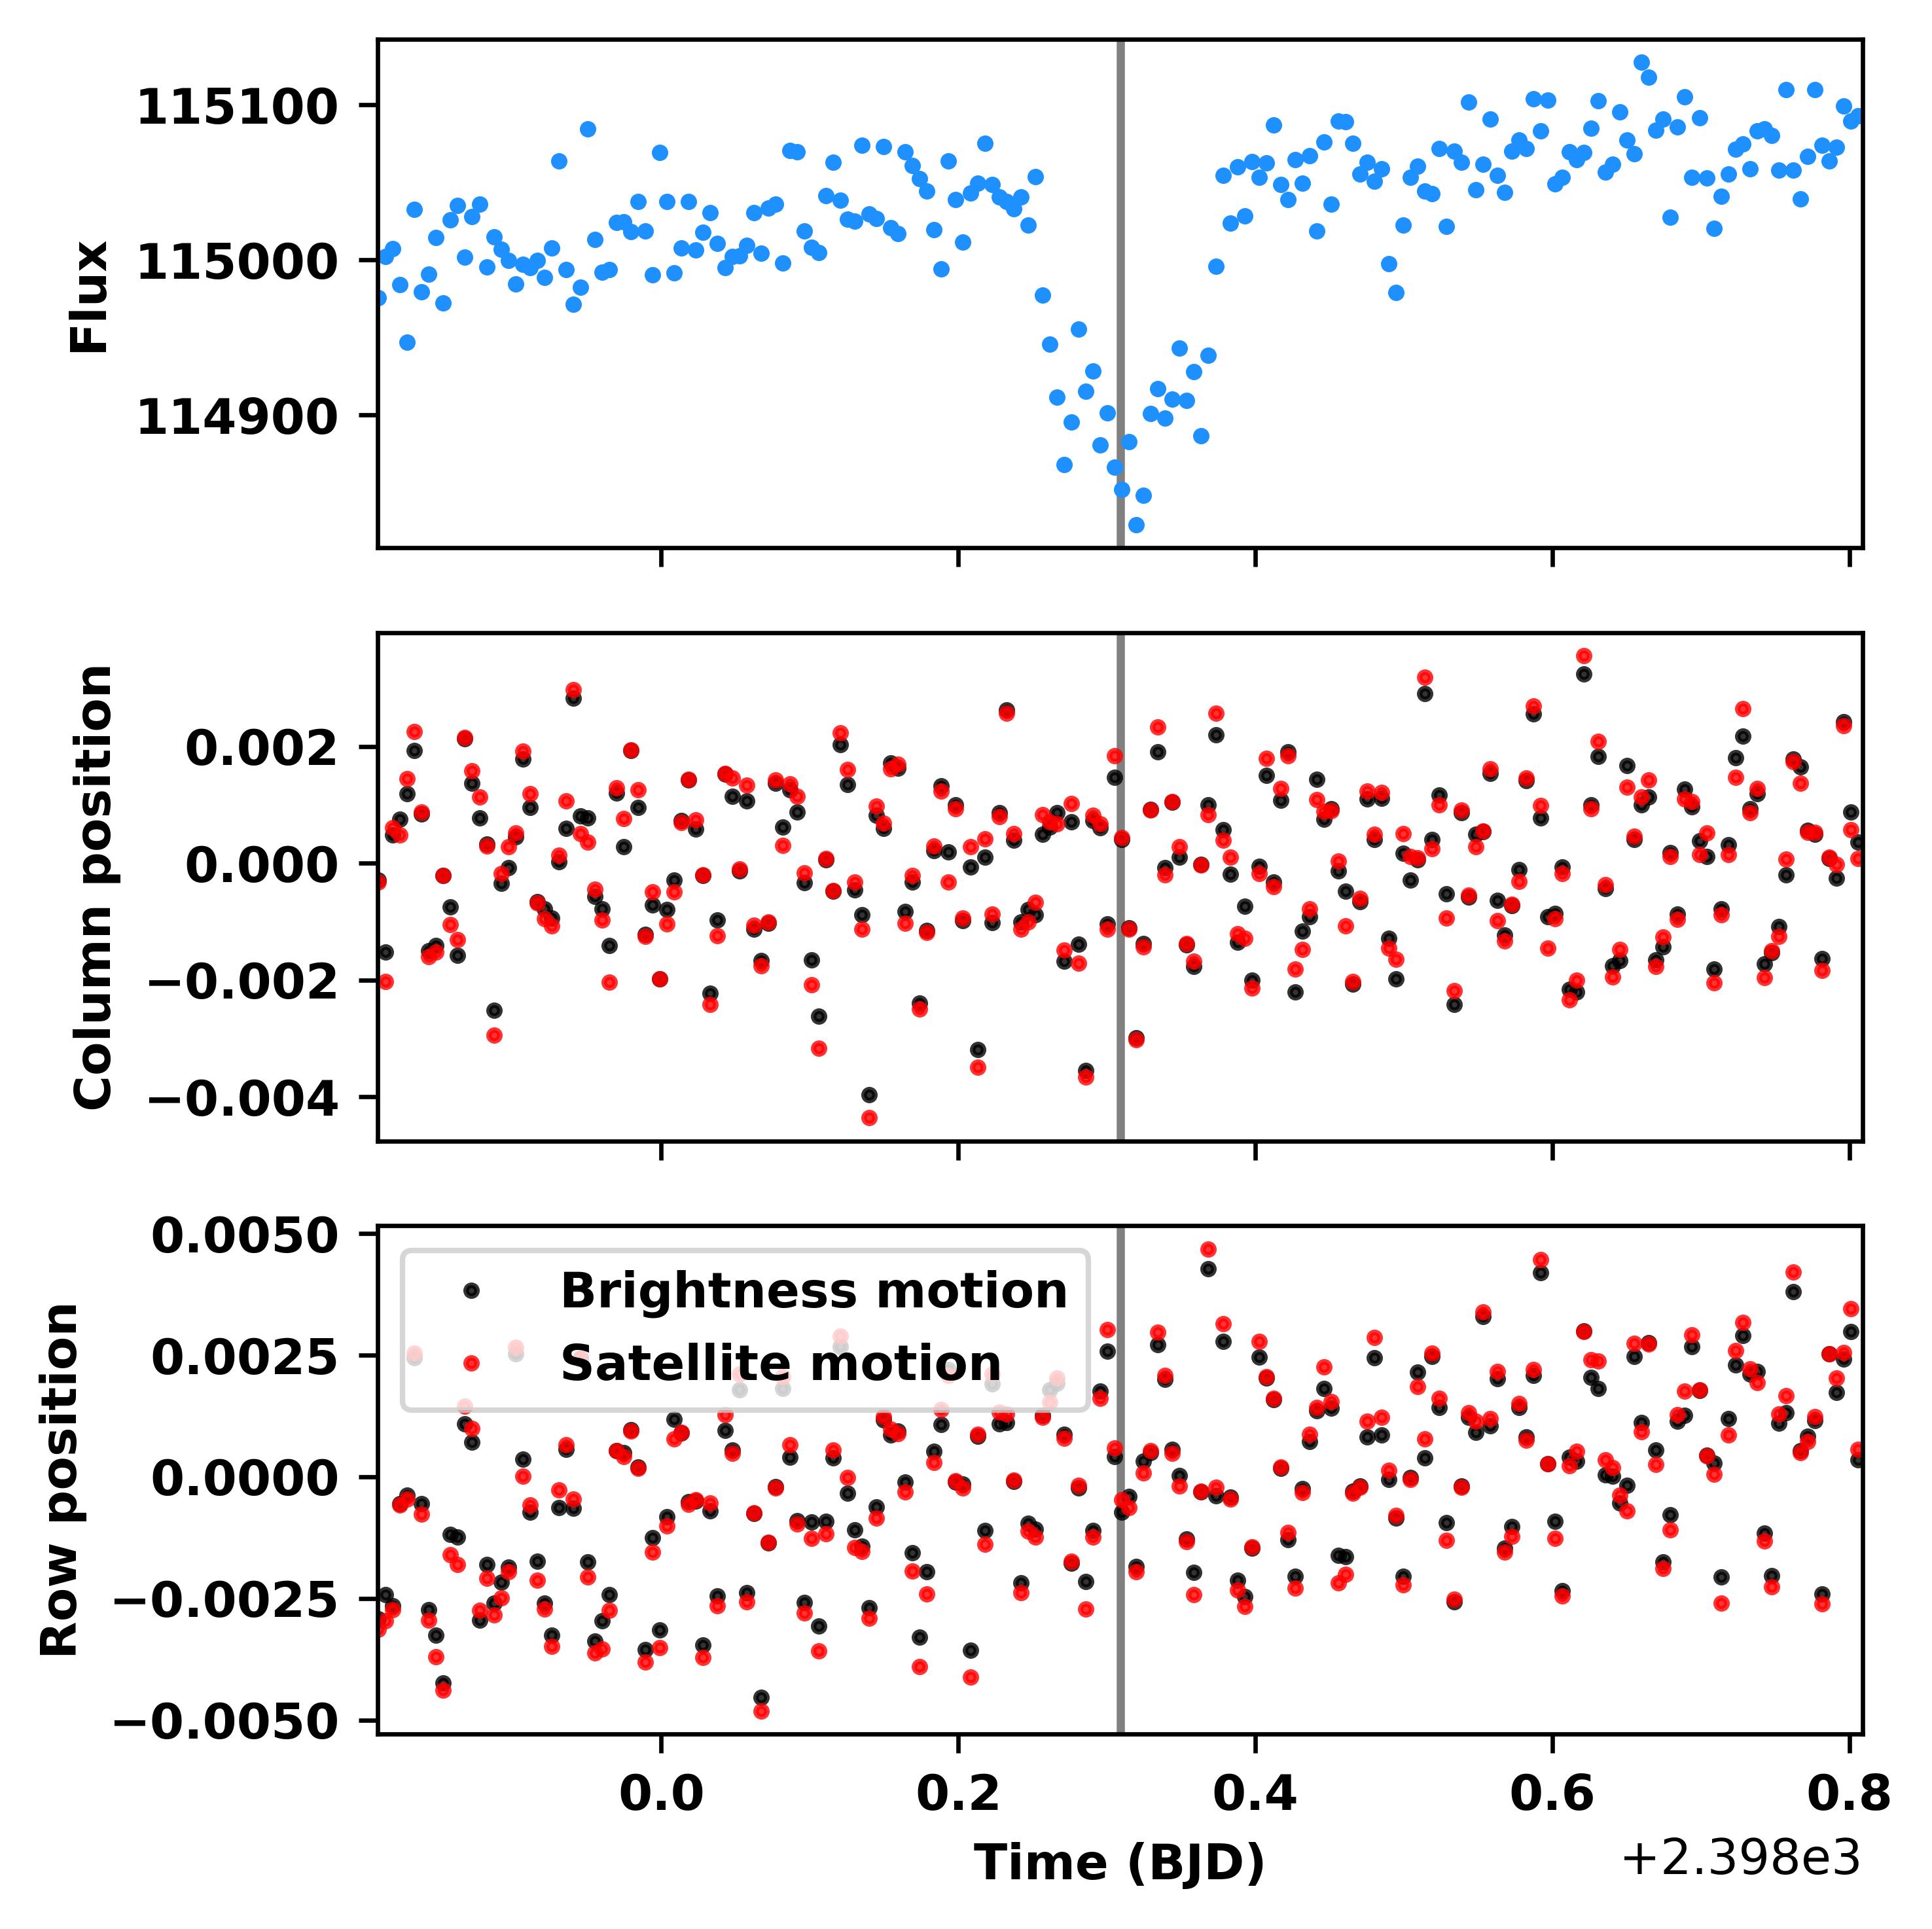 Flux
115100
115000
114900
Column position
0.002
0.000
−0.002
−0.004
Row position
0.0050
0.0025
0.0000
−0.0025
−0.0050
Brightness motion
Satellite motion
0.0 0.2 0.4 0.6 0.8
Time (BJD)
+2.398e3